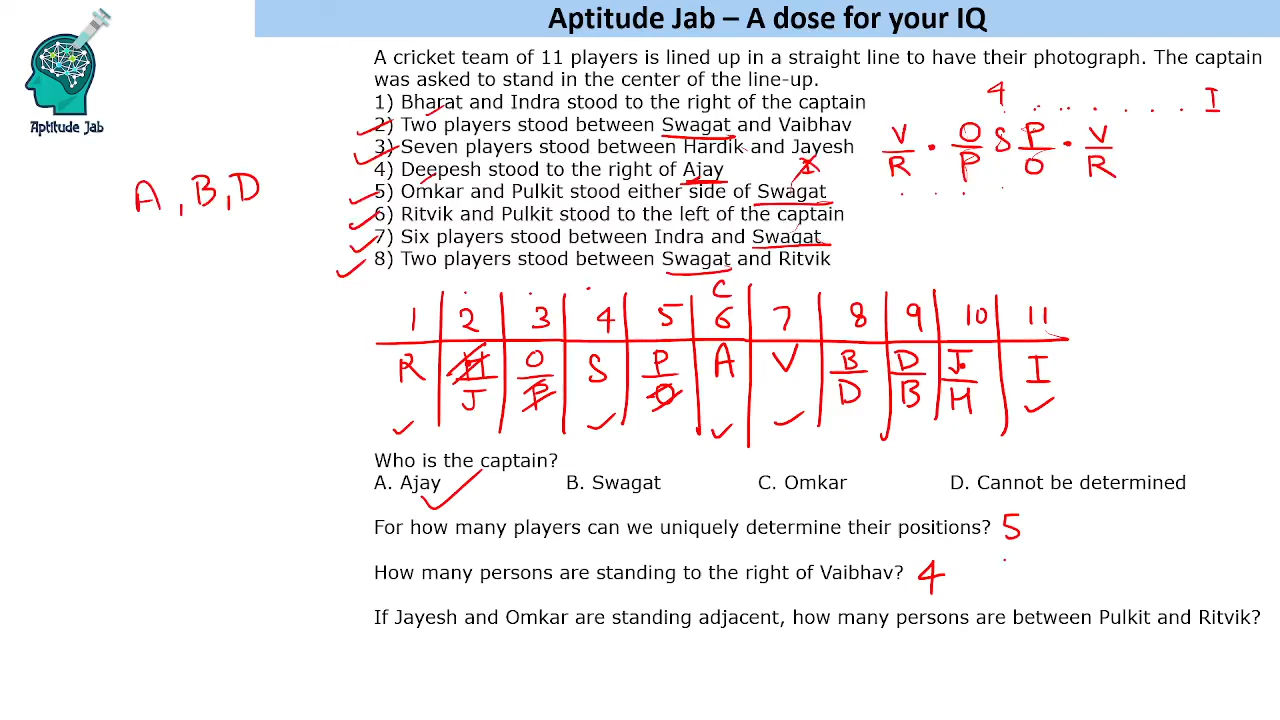 Aptitude Jab – A dose for your IQ
Aptitude Jab
A cricket team of 11 players is lined up in a straight line to have their photograph. The captain
was asked to stand in the center of the line-up.
1) Bharat and Indra stood to the right of the captain
2) Two players stood between Swagat and Vaibhav
3) Seven players stood between Hardik and Jayesh
4) Deepesh stood to the right of Ajay
5) Omkar and Pulkit stood either side of Swagat
6) Ritvik and Pulkit stood to the left of the captain
7) Six players stood between Indra and Swagat
8) Two players stood between Swagat and Ritvik
4 I
V O S P V
R P O R
I
A, B, D
C
1 2 3 4 5 6 7 8 9 10 11
R H O S P A V B D J I
J P O D B H
Who is the captain?
A. Ajay B. Swagat C. Omkar D. Cannot be determined
For how many players can we uniquely determine their positions? 5
How many persons are standing to the right of Vaibhav? 4
If Jayesh and Omkar are standing adjacent, how many persons are between Pulkit and Ritvik?